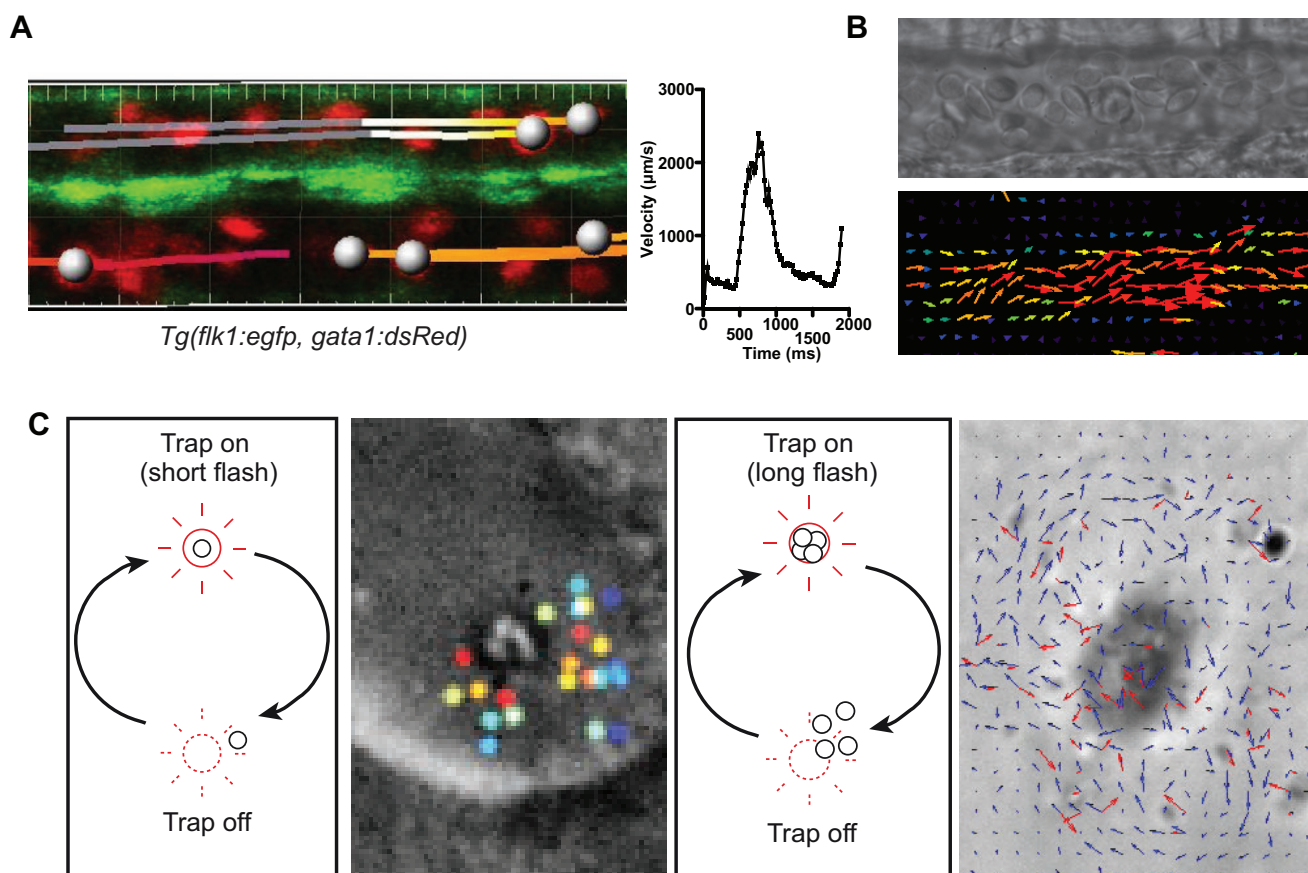 A
Tg(flk1:egfp, gata1:dsRed)
Velocity (µm/s)
3000
2000
1000
0
0
500
1000
1500
2000
Time (ms)
B
C
Trap on
(short flash)
Trap off
Trap on
(long flash)
Trap off